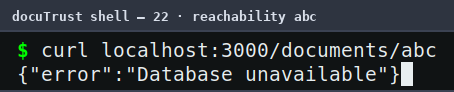 docuTrust shell — 22 · reachability abc
$ curl localhost:3000/documents/abc
{"error":"Database unavailable"}